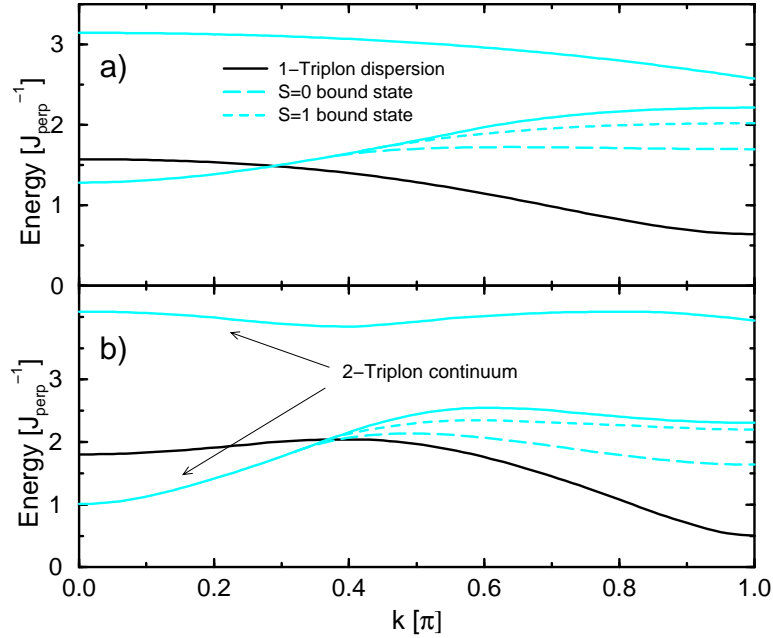 a)
1−Triplon dispersion
S=0 bound state
S=1 bound state
Energy [J_perp^−1]
3
2
1
0
b)
2−Triplon continuum
Energy [J_perp^−1]
3
2
1
0
0.0 0.2 0.4 0.6 0.8 1.0
k [π]